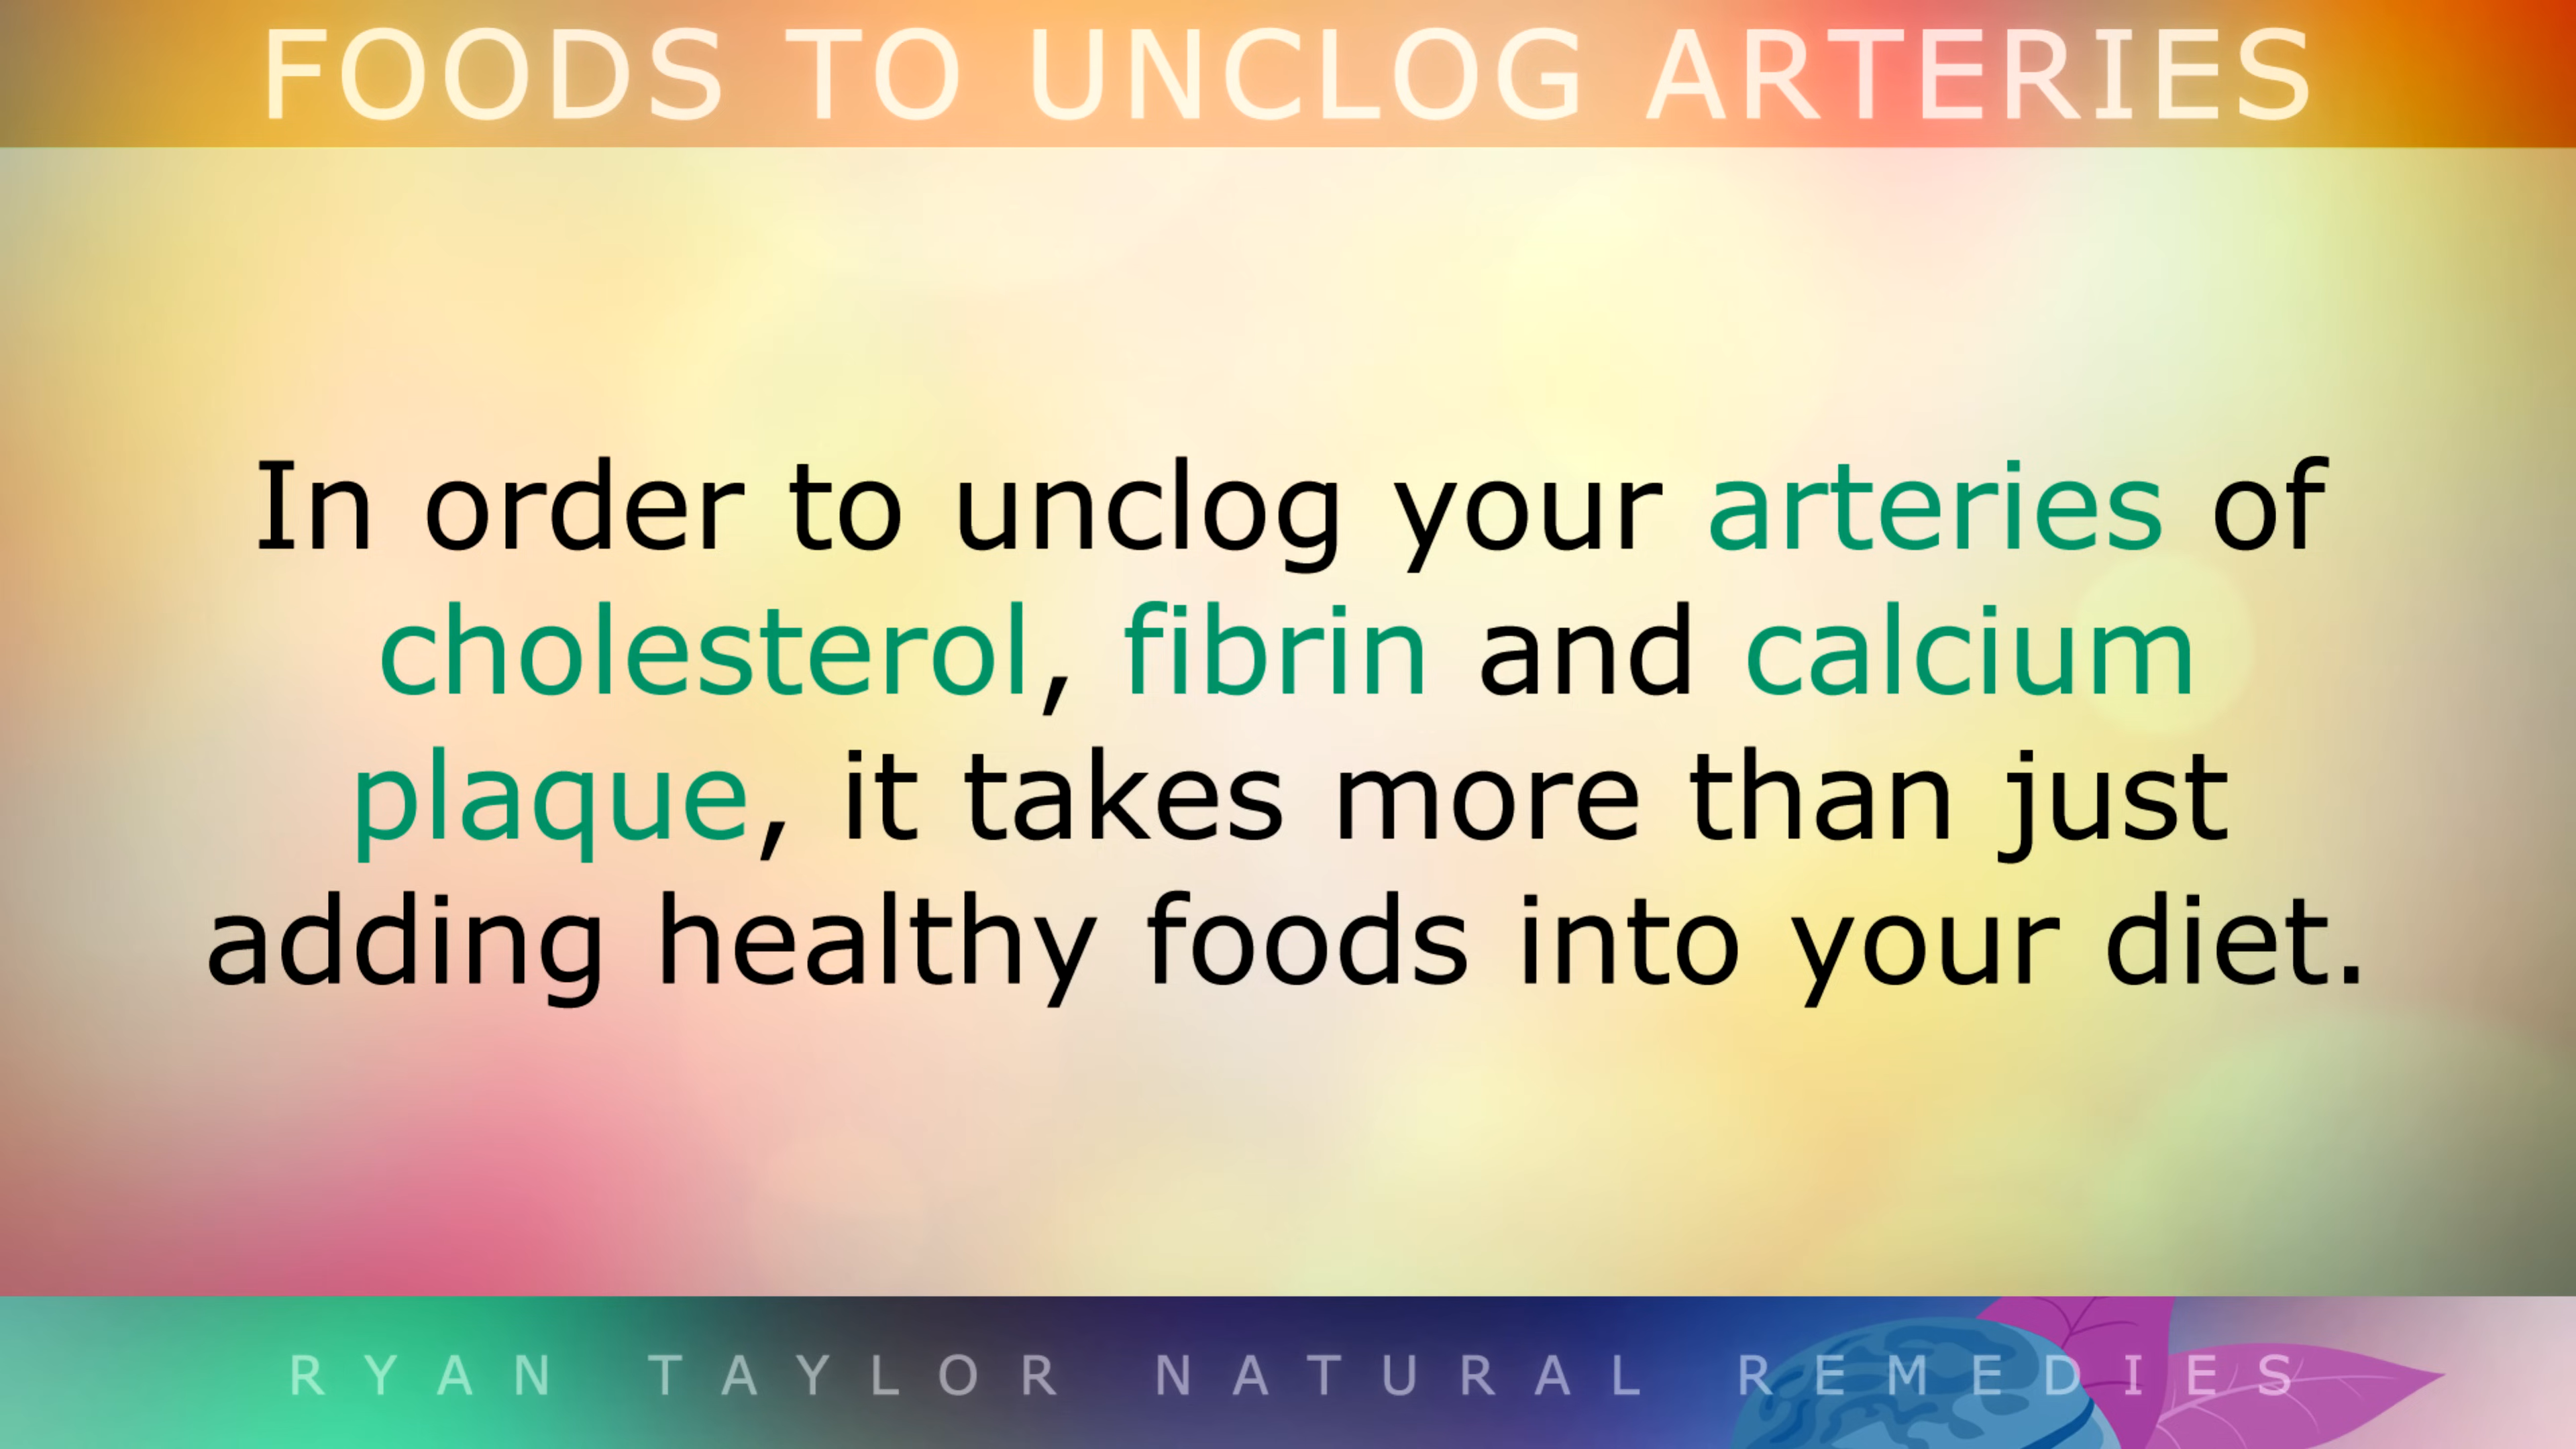 FOODS TO UNCLOG ARTERIES
In order to unclog your arteries of
cholesterol, fibrin and calcium
plaque, it takes more than just
adding healthy foods into your diet.
RYAN TAYLOR NATURAL REMEDIES